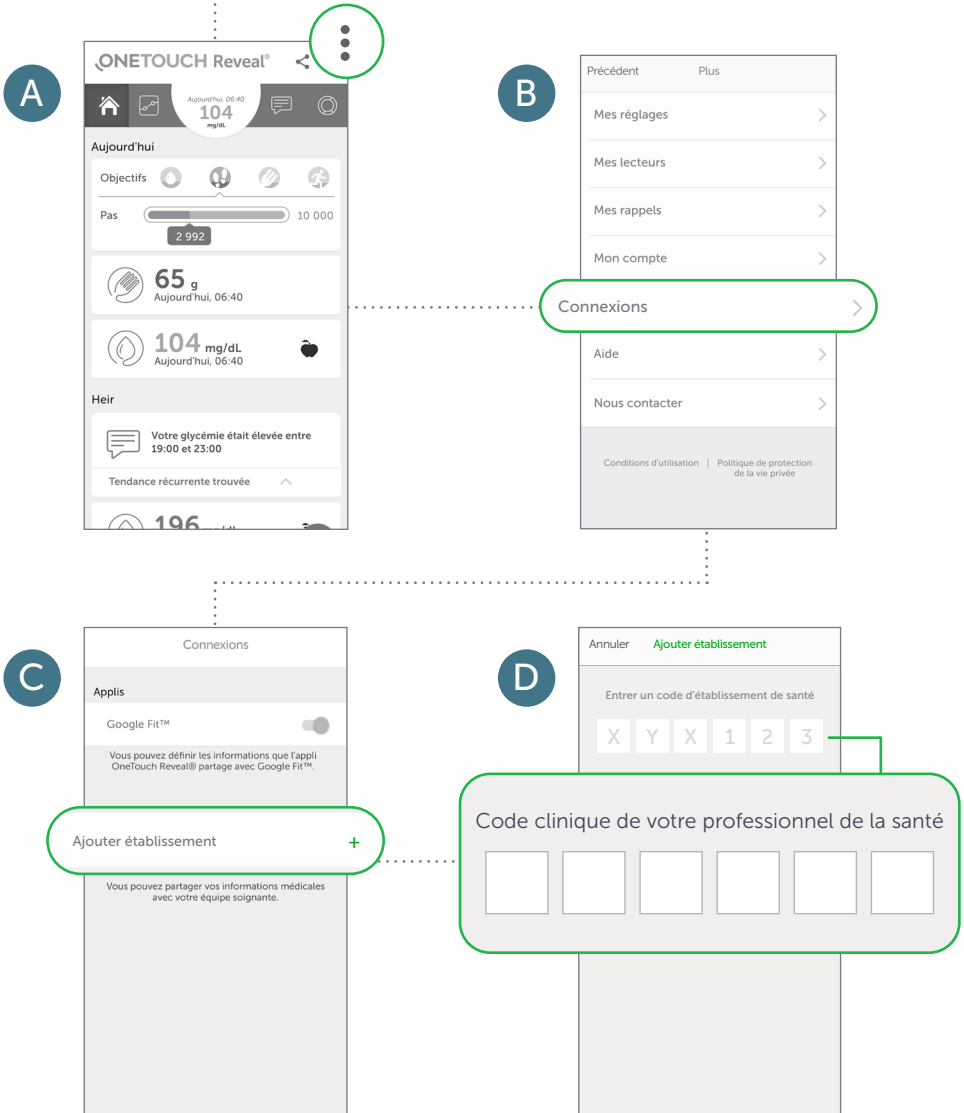 A
ONETOUCH Reveal®
Aujourd'hui, 06:40
104
mg/dL
Aujourd'hui
Objectifs
Pas
10 000
2 992
65 g
Aujourd'hui, 06:40
104 mg/dL
Aujourd'hui, 06:40
Heir
Votre glycémie était élevée entre
19:00 et 23:00
Tendance récurrente trouvée
196 mg/dL
B
Précédent Plus
Mes réglages
Mes lecteurs
Mes rappels
Mon compte
Connexions
Aide
Nous contacter
Conditions d'utilisation | Politique de protection
de la vie privée
C
Connexions
Applis
Google Fit™
Vous pouvez définir les informations que l'appli
OneTouch Reveal® partage avec Google Fit™.
Ajouter établissement +
Vous pouvez partager vos informations médicales
avec votre équipe soignante.
D
Annuler Ajouter établissement
Entrer un code d'établissement de santé
X Y X 1 2 3
Code clinique de votre professionnel de la santé